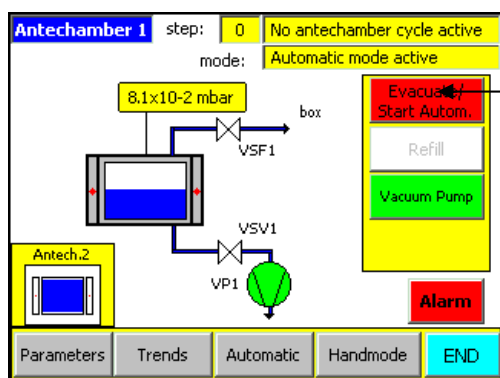 Antechamber 1 step: 0 No antechamber cycle active
mode: Automatic mode active
8.1x10-2 mbar
box
Evacuate/
Start Autom.
VSF1
Refill
Vacuum Pump
VSV1
Antech.2
VP1
Alarm
Parameters Trends Automatic Handmode END